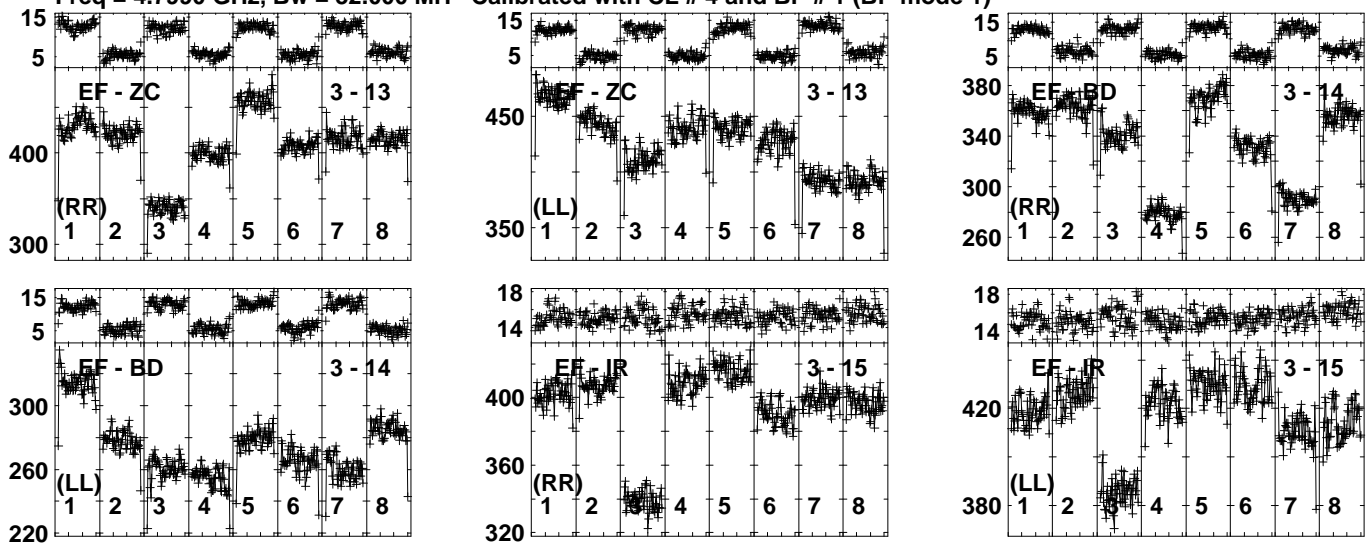 Freq = GHz, Bw = MH Calibrated with CL # 4 and BP # 1 (BP mode 1)
15
5
EF - ZC 3 - 13
400
(RR)
1 2 3 4 5 6 7 8
300
15
5
EF - ZC 3 - 13
450
(LL)
350
1 2 3 4 5 6 7 8
15
5
380
EF - BD 3 - 14
340
300
(RR)
260
1 2 3 4 5 6 7 8
15
5
EF - BD 3 - 14
300
260
(LL)
1 2 3 4 5 6 7 8
220
18
14
EF - IR 3 - 15
400
360
(RR)
1 2 3 4 5 6 7 8
320
18
14
EF - IR 3 - 15
420
(LL)
380
1 2 3 4 5 6 7 8